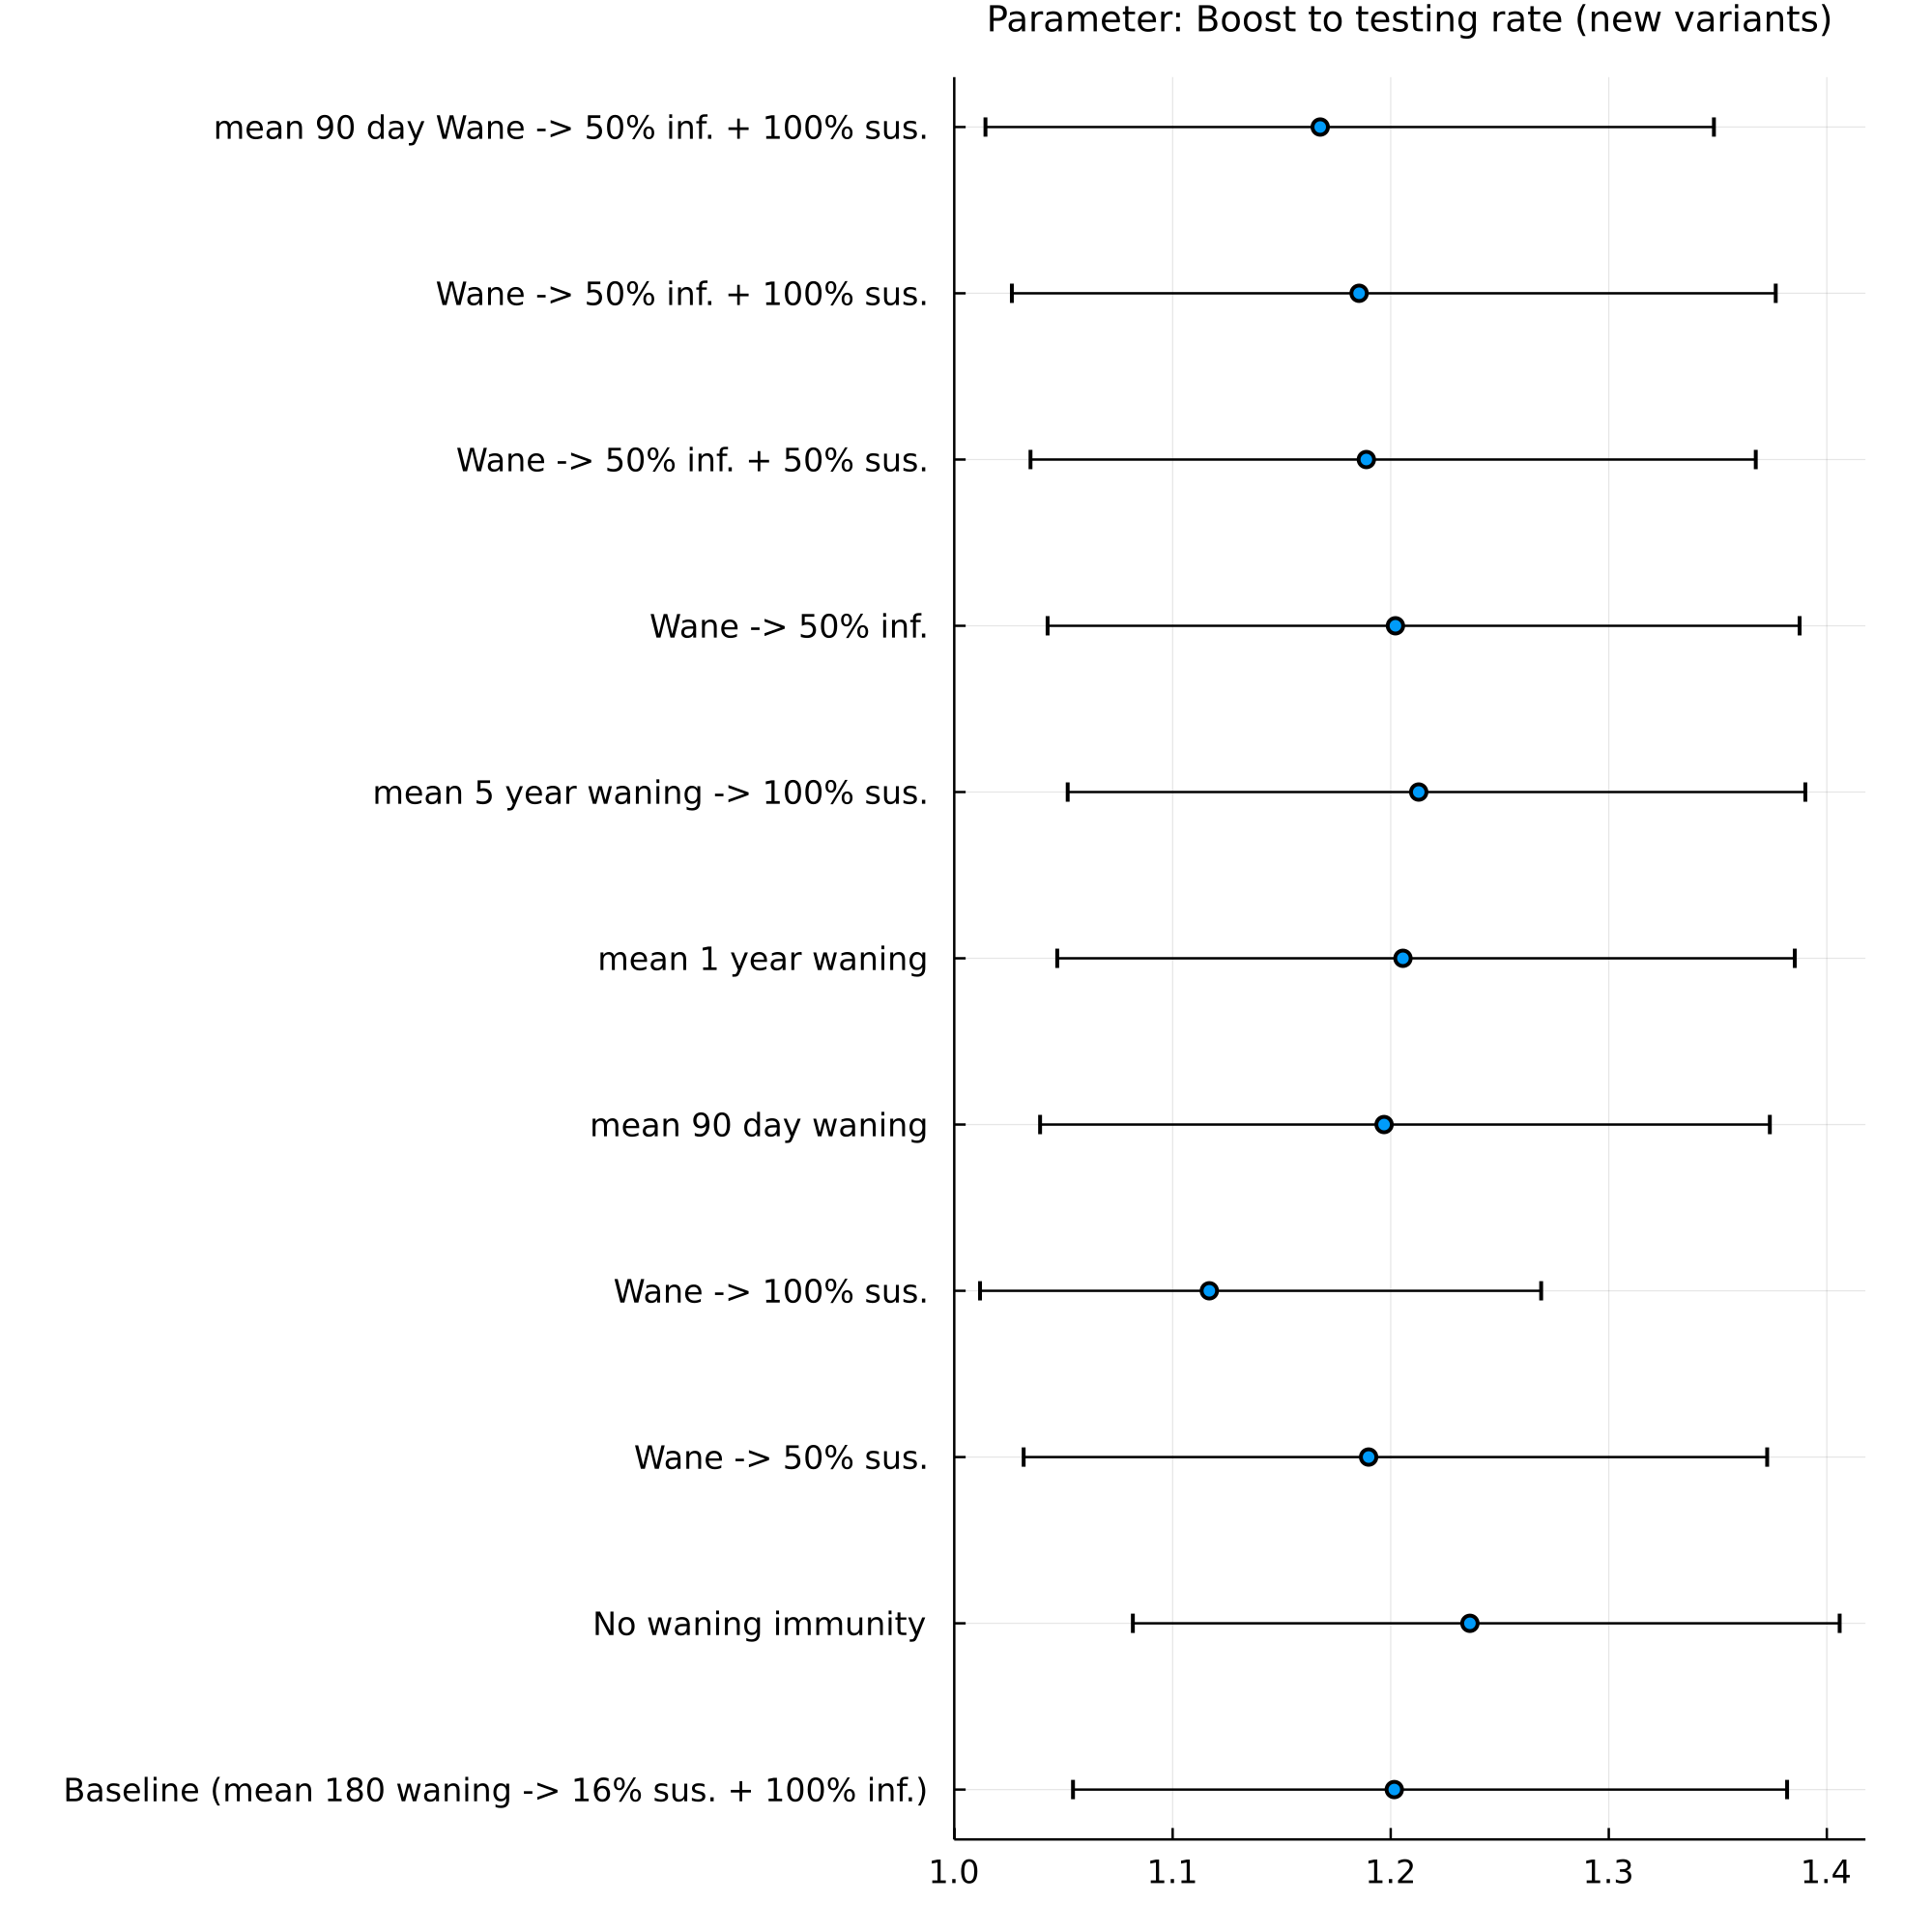 Parameter: Boost to testing rate (new variants)
mean 90 day Wane -> 50% inf. + 100% sus.
Wane -> 50% inf. + 100% sus.
Wane -> 50% inf. + 50% sus.
Wane -> 50% inf.
mean 5 year waning -> 100% sus.
mean 1 year waning
mean 90 day waning
Wane -> 100% sus.
Wane -> 50% sus.
No waning immunity
Baseline (mean 180 waning -> 16% sus. + 100% inf.)
1.0 1.1 1.2 1.3 1.4